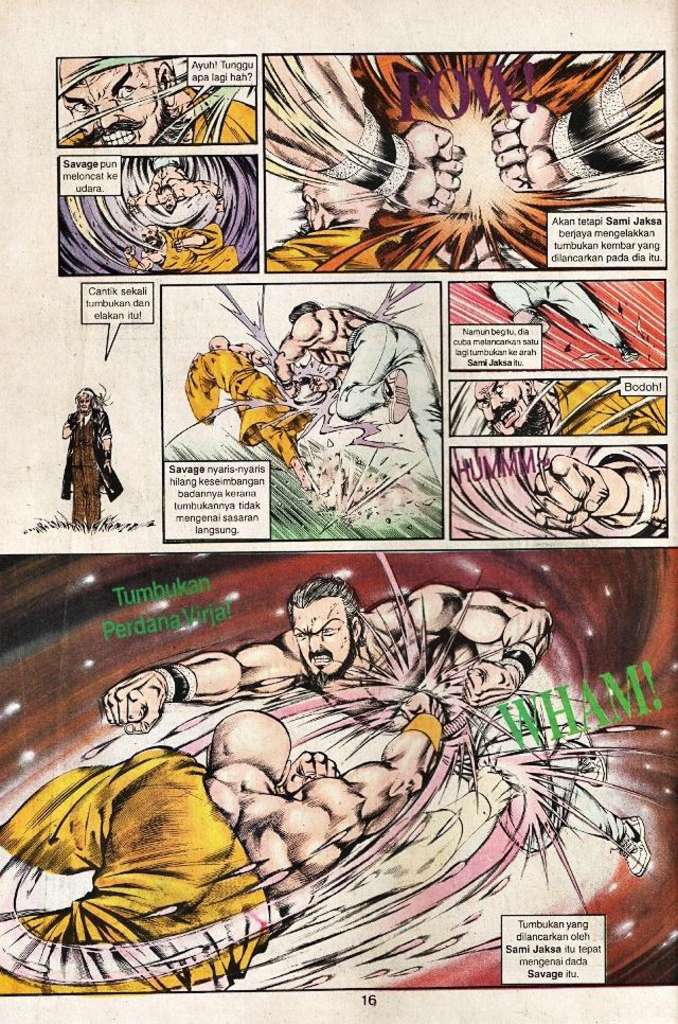 Ayuh! Tunggu
apa lagi hah?
POW!
Savage pun
meloncat ke
udara.
Akan tetapi Sami Jaksa
berjaya mengelakkan
tumbukan kembar yang
dilancarkan pada dia itu.
Cantik sekali
tumbukan dan
elakan itu!
Savage nyaris-nyaris
hilang keseimbangan
badannya kerana
tumbukannya tidak
mengenai sasaran
langsung.
Namun begitu, dia
cuba melancarkan satu
lagi tumbukan ke arah
Sami Jaksa itu.
Bodoh!
HUMMM!
Tumbukan
Perdana Virja!
WHAM!
Tumbukan yang
dilancarkan oleh
Sami Jaksa itu tepat
mengenai dada
Savage itu.
16